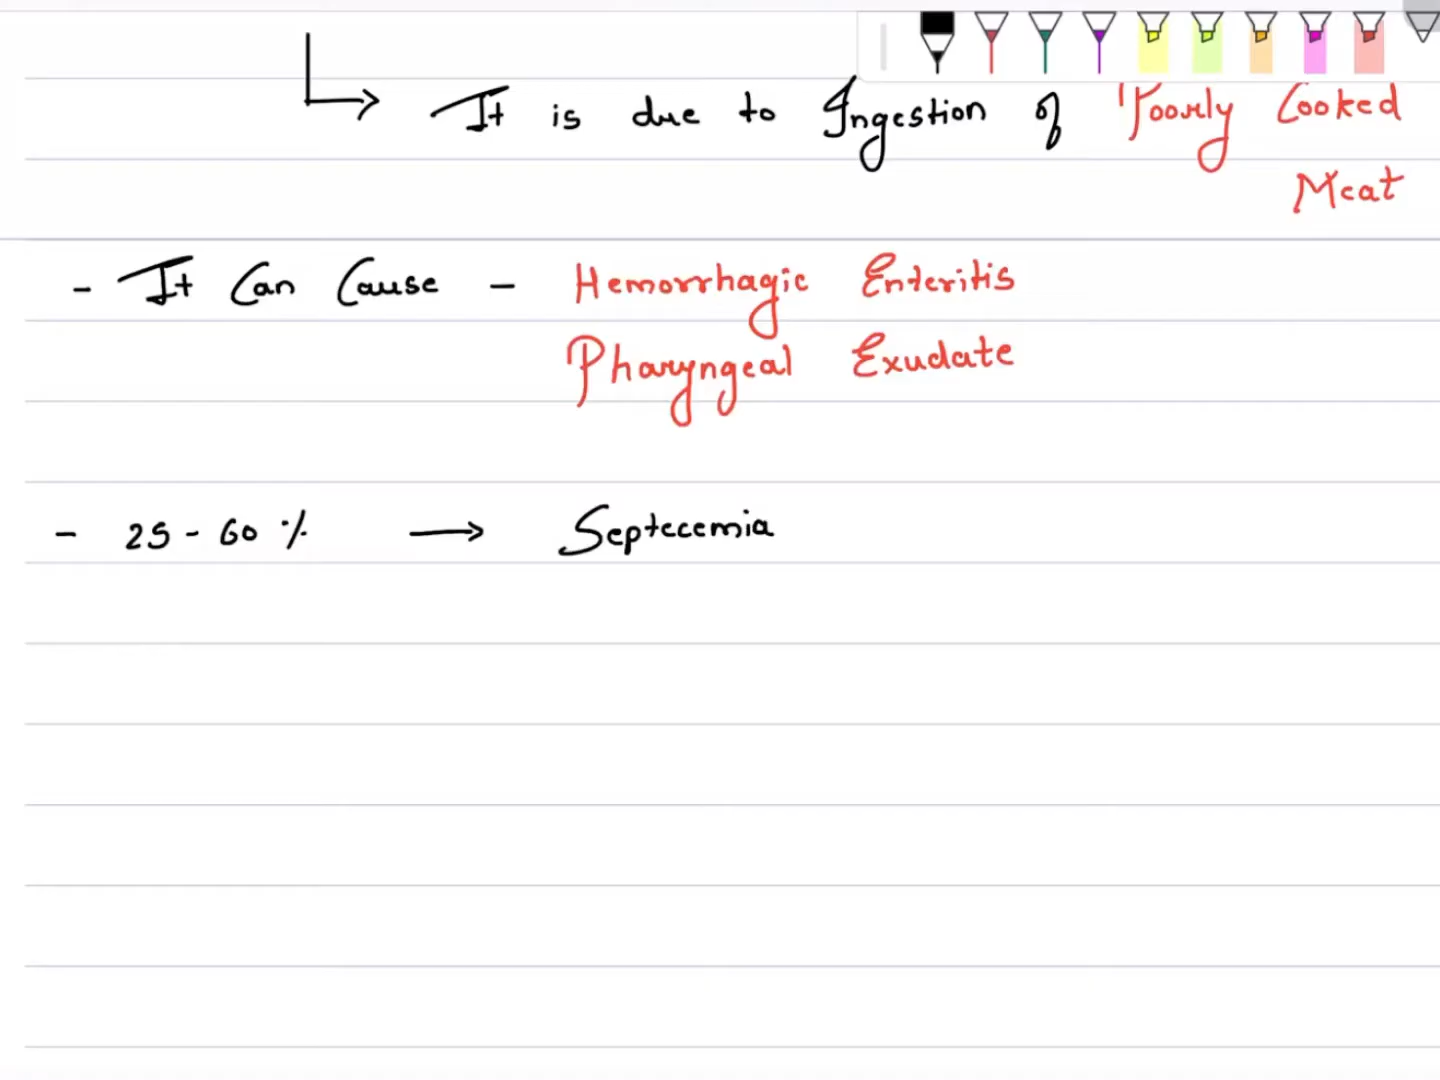 It is due to Ingestion of Poorly Cooked
Meat
- It Can Cause - Hemorrhagic Enteritis
Pharyngeal Exudate
- 25 - 60 % → Septecemia